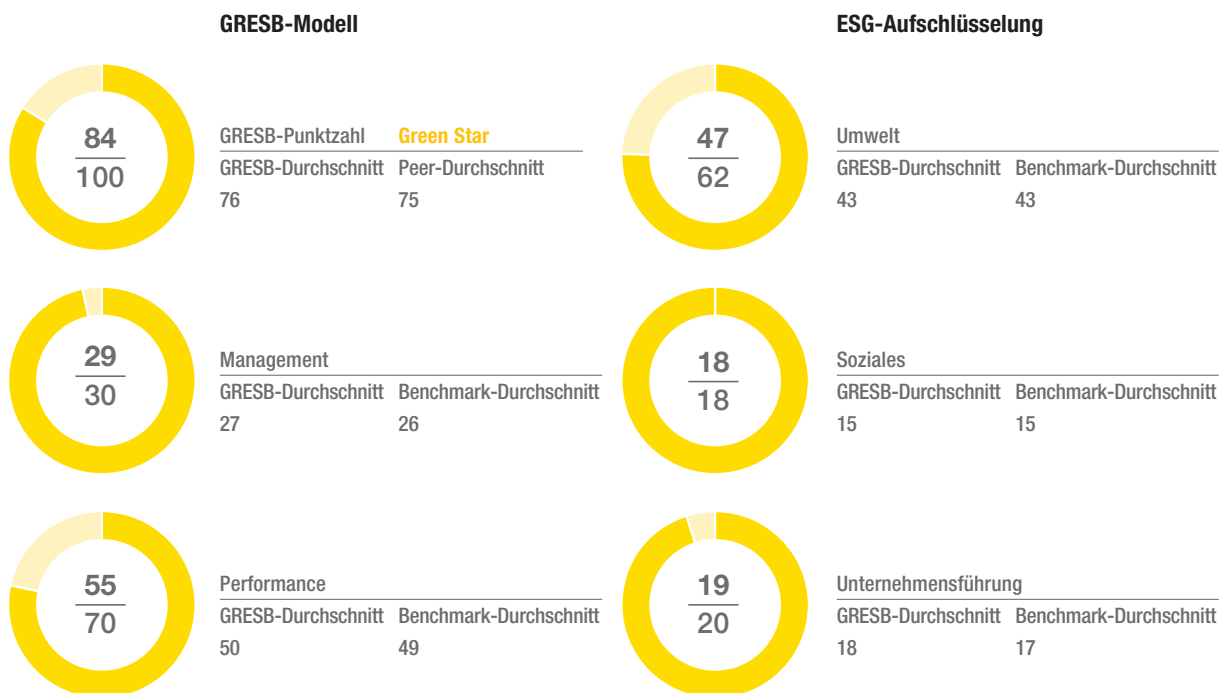 GRESB-Modell
84
100
GRESB-Punktzahl Green Star
GRESB-Durchschnitt Peer-Durchschnitt
76 75
29
30
Management
GRESB-Durchschnitt Benchmark-Durchschnitt
27 26
55
70
Performance
GRESB-Durchschnitt Benchmark-Durchschnitt
50 49
ESG-Aufschlüsselung
47
62
Umwelt
GRESB-Durchschnitt Benchmark-Durchschnitt
43 43
18
18
Soziales
GRESB-Durchschnitt Benchmark-Durchschnitt
15 15
19
20
Unternehmensführung
GRESB-Durchschnitt Benchmark-Durchschnitt
18 17